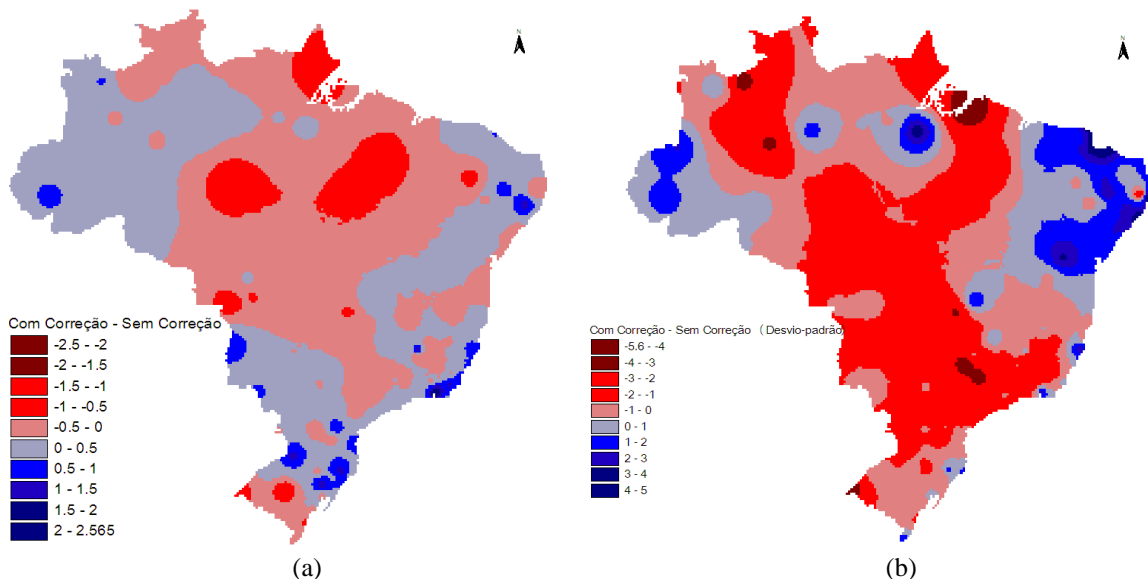 N
Com Correção - Sem Correção
-2.5 - -2
-2 - -1.5
-1.5 - -1
-1 - -0.5
-0.5 - 0
0 - 0.5
0.5 - 1
1 - 1.5
1.5 - 2
2 - 2.565
(a)
N
Com Correção - Sem Correção (Desvio-padrão)
-5.6 - -4
-4 - -3
-3 - -2
-2 - -1
-1 - 0
0 - 1
1 - 2
2 - 3
3 - 4
4 - 5
(b)